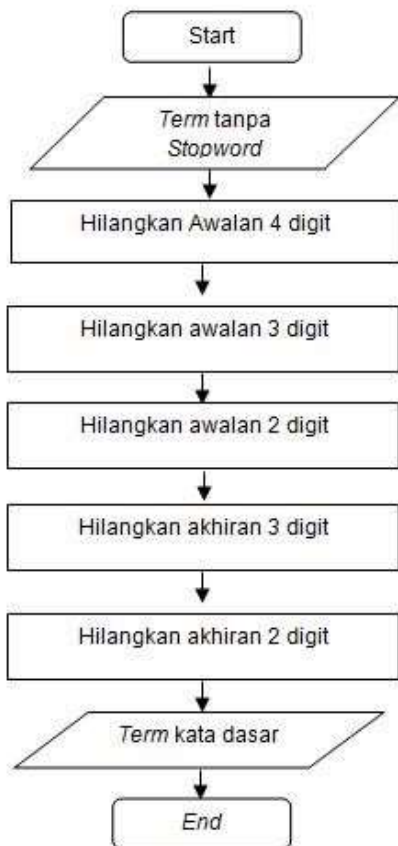 Start
Term tanpa
Stopword
Hilangkan Awalan 4 digit
Hilangkan awalan 3 digit
Hilangkan awalan 2 digit
Hilangkan akhiran 3 digit
Hilangkan akhiran 2 digit
Term kata dasar
End